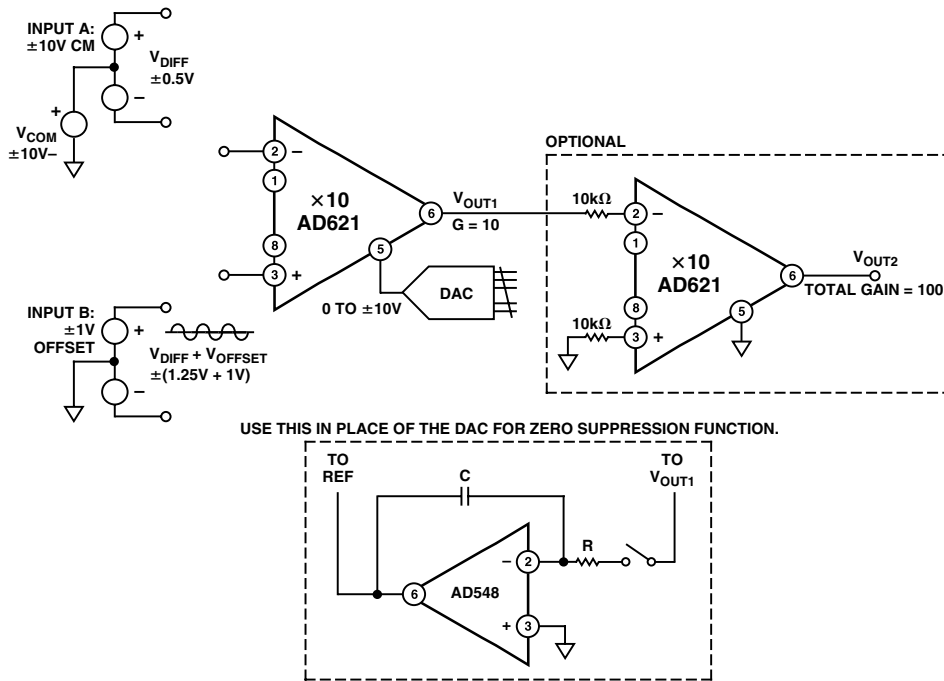 INPUT A:
±10V CM
+
V_DIFF
±0.5V
–
+
V_COM
±10V–
2 –
1
×10
AD621
8
3 +
6
5
V_OUT1
G = 10
0 TO ±10V
DAC
OPTIONAL
10kΩ
2 –
1
×10
AD621
8
10kΩ
3 +
6
5
V_OUT2
TOTAL GAIN = 100
INPUT B:
±1V
OFFSET
+
–
V_DIFF + V_OFFSET
±(1.25V + 1V)
USE THIS IN PLACE OF THE DAC FOR ZERO SUPPRESSION FUNCTION.
TO
REF
C
TO
V_OUT1
R
– 2
6
AD548
+ 3